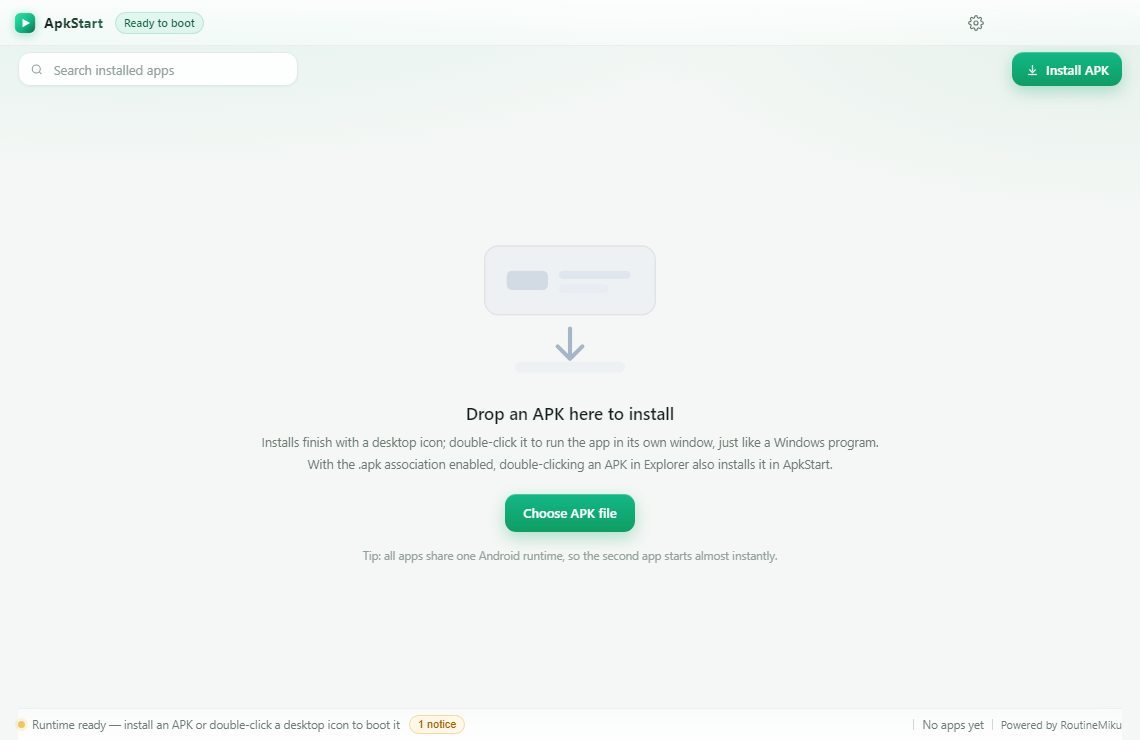 ApkStart
Ready to boot
Search installed apps
Install APK
Drop an APK here to install
Installs finish with a desktop icon; double-click it to run the app in its own window, just like a Windows program.
With the .apk association enabled, double-clicking an APK in Explorer also installs it in ApkStart.
Choose APK file
Tip: all apps share one Android runtime, so the second app starts almost instantly.
Runtime ready — install an APK or double-click a desktop icon to boot it
1 notice
No apps yet
Powered by RoutineMiku